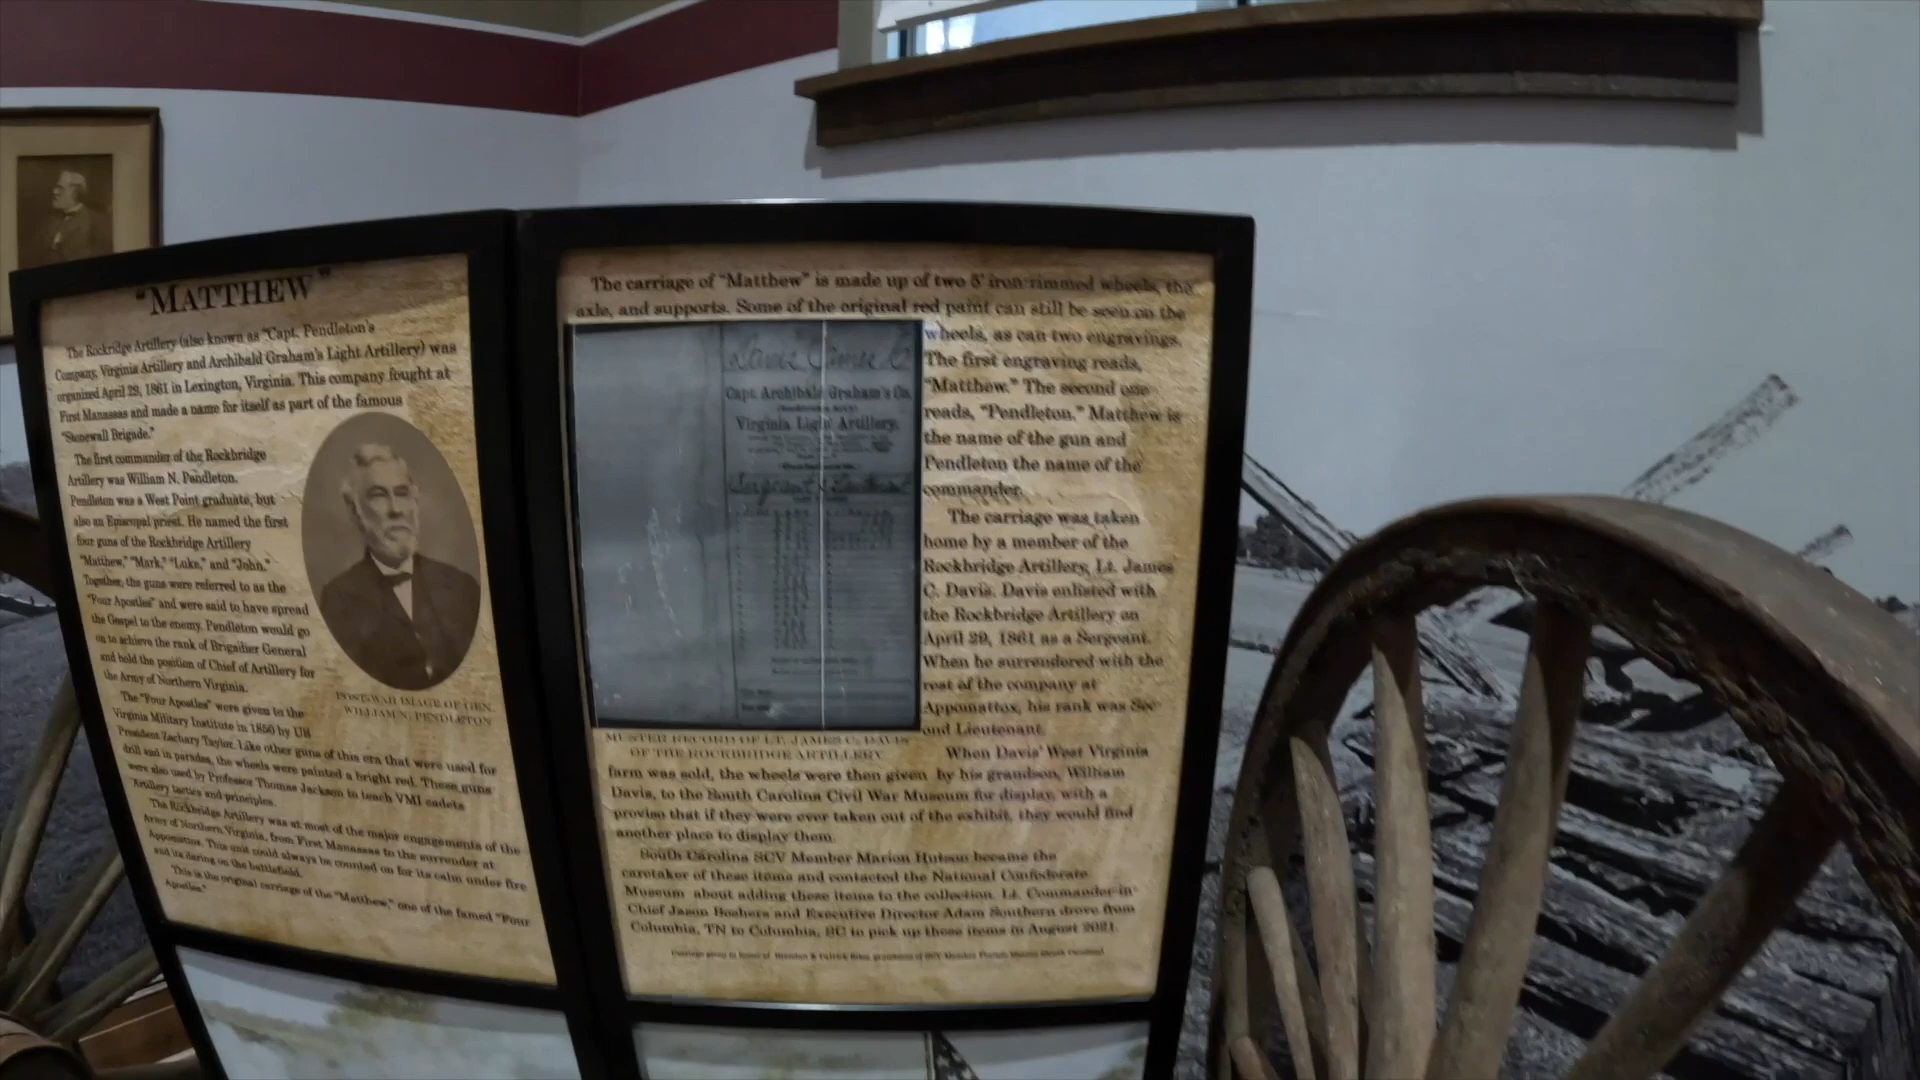 "MATTHEW"
The Rockridge Artillery (also known as "Capt. Pendleton's
Company, Virginia Artillery and Archibald Graham's Light Artillery) was
organized April 29, 1861 in Lexington, Virginia. This company fought at
First Manassas and made a name for itself as part of the famous
"Stonewall Brigade."
The first commander of the Rockbridge
Artillery was William N. Pendleton.
Pendleton was a West Point graduate, but
also an Episcopal priest. He named the first
four guns of the Rockbridge Artillery
"Matthew," "Mark," "Luke," and "John."
Together, the guns were referred to as the
"Four Apostles" and were said to have spread
the Gospel to the enemy. Pendleton would go
on to achieve the rank of Brigadier General
and held the position of Chief of Artillery for
the Army of Northern Virginia.
POST-WAR IMAGE OF GEN.
WILLIAM N. PENDLETON
The "Four Apostles" were given to the
Virginia Military Institute in 1850 by US
President Zachary Taylor. Like other guns of this era that were used for
drill and in parades, the wheels were painted a bright red. These guns
were also used by Professor Thomas Jackson to teach VMI cadets
Artillery tactics and principles.
The Rockbridge Artillery was at most of the major engagements of the
Army of Northern Virginia, from First Manassas to the surrender at
Appomattox. This unit could always be counted on for its calm under fire
and its daring on the battlefield.
This is the original carriage of the "Matthew," one of the famed "Four
Apostles."
The carriage of "Matthew" is made up of two 5' iron rimmed wheels, the
axle, and supports. Some of the original red paint can still be seen on the
wheels, as can two engravings.
The first engraving reads,
"Matthew." The second one
reads, "Pendleton." Matthew is
the name of the gun and
Pendleton the name of the
commander.
The carriage was taken
home by a member of the
Rockbridge Artillery, Lt. James
C. Davis. Davis enlisted with
the Rockbridge Artillery on
April 29, 1861 as a Sergeant.
When he surrendered with the
rest of the company at
Appomattox, his rank was Sec-
ond Lieutenant.
Capt. Archibald Graham's Co.
Virginia Light Artillery.
MUSTER RECORD OF LT. JAMES C. DAVIS
OF THE ROCKBRIDGE ARTILLERY
When Davis' West Virginia
farm was sold, the wheels were then given by his grandson, William
Davis, to the South Carolina Civil War Museum for display, with a
proviso that if they were ever taken out of the exhibit, they would find
another place to display them.
South Carolina SCV Member Marion Hutson became the
caretaker of these items and contacted the National Confederate
Museum about adding these items to the collection. Lt. Commander-in-
Chief Jason Boshers and Executive Director Adam Southern drove from
Columbia, TN to Columbia, SC to pick up these items in August 2021.